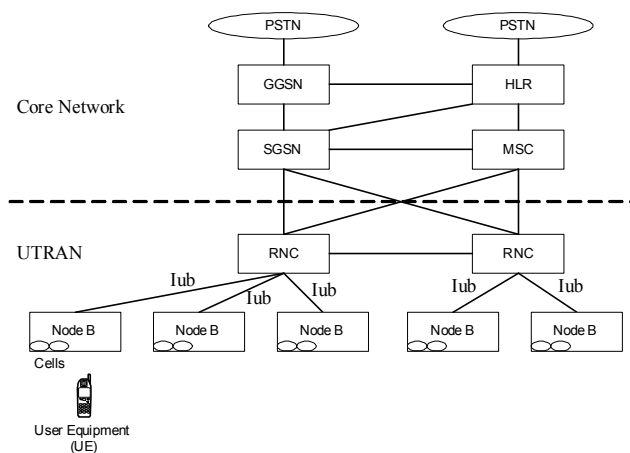 PSTN
PSTN
GGSN
HLR
Core Network
SGSN
MSC
UTRAN
RNC
RNC
Iub
Iub
Iub
Iub
Iub
Node B
Node B
Node B
Node B
Node B
Cells
User Equipment
(UE)